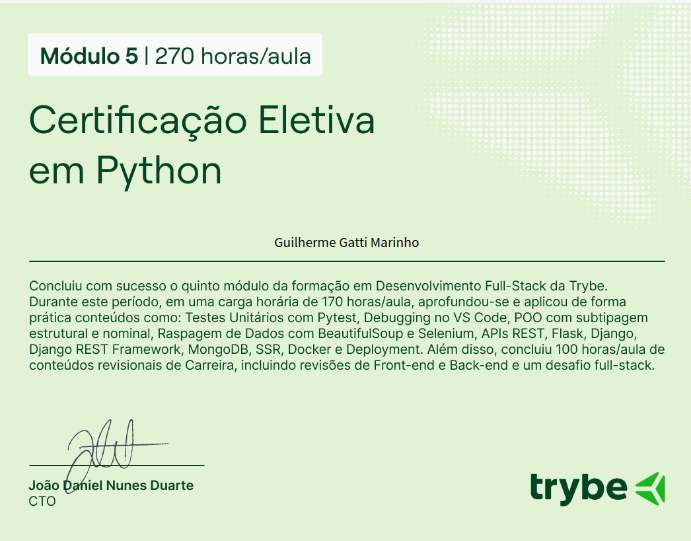 Módulo 5 | 270 horas/aula
Certificação Eletiva
em Python
Guilherme Gatti Marinho
Concluiu com sucesso o quinto módulo da formação em Desenvolvimento Full-Stack da Trybe.
Durante este período, em uma carga horária de 170 horas/aula, aprofundou-se e aplicou de forma
prática conteúdos como: Testes Unitários com Pytest, Debugging no VS Code, POO com subtipagem
estrutural e nominal, Raspagem de Dados com BeautifulSoup e Selenium, APIs REST, Flask, Django,
Django REST Framework, MongoDB, SSR, Docker e Deployment. Além disso, concluiu 100 horas/aula de
conteúdos revisionais de Carreira, incluindo revisões de Front-end e Back-end e um desafio full-stack.
João Daniel Nunes Duarte
CTO
trybe